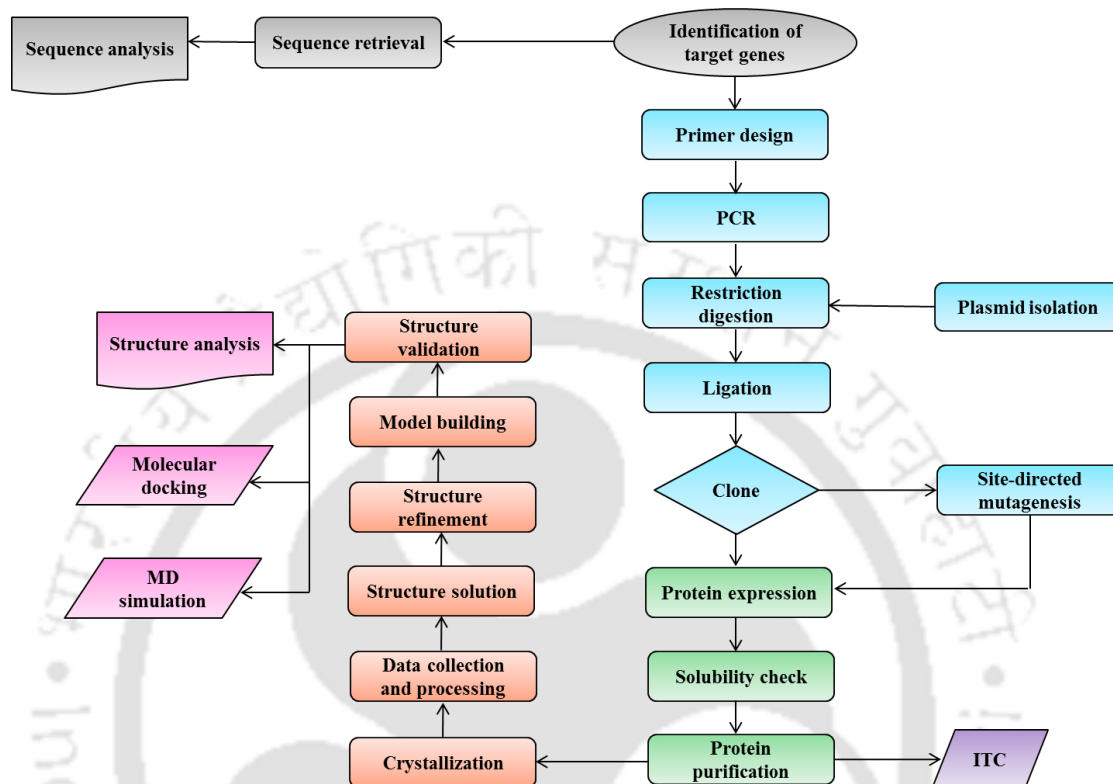 Identification of
target genes
Sequence retrieval
Sequence analysis
Primer design
PCR
Restriction
digestion
Plasmid isolation
Ligation
Clone
Site-directed
mutagenesis
Protein expression
Solubility check
Protein
purification
ITC
Crystallization
Data collection
and processing
Structure solution
Structure
refinement
Model building
Structure
validation
Structure analysis
Molecular
docking
MD
simulation